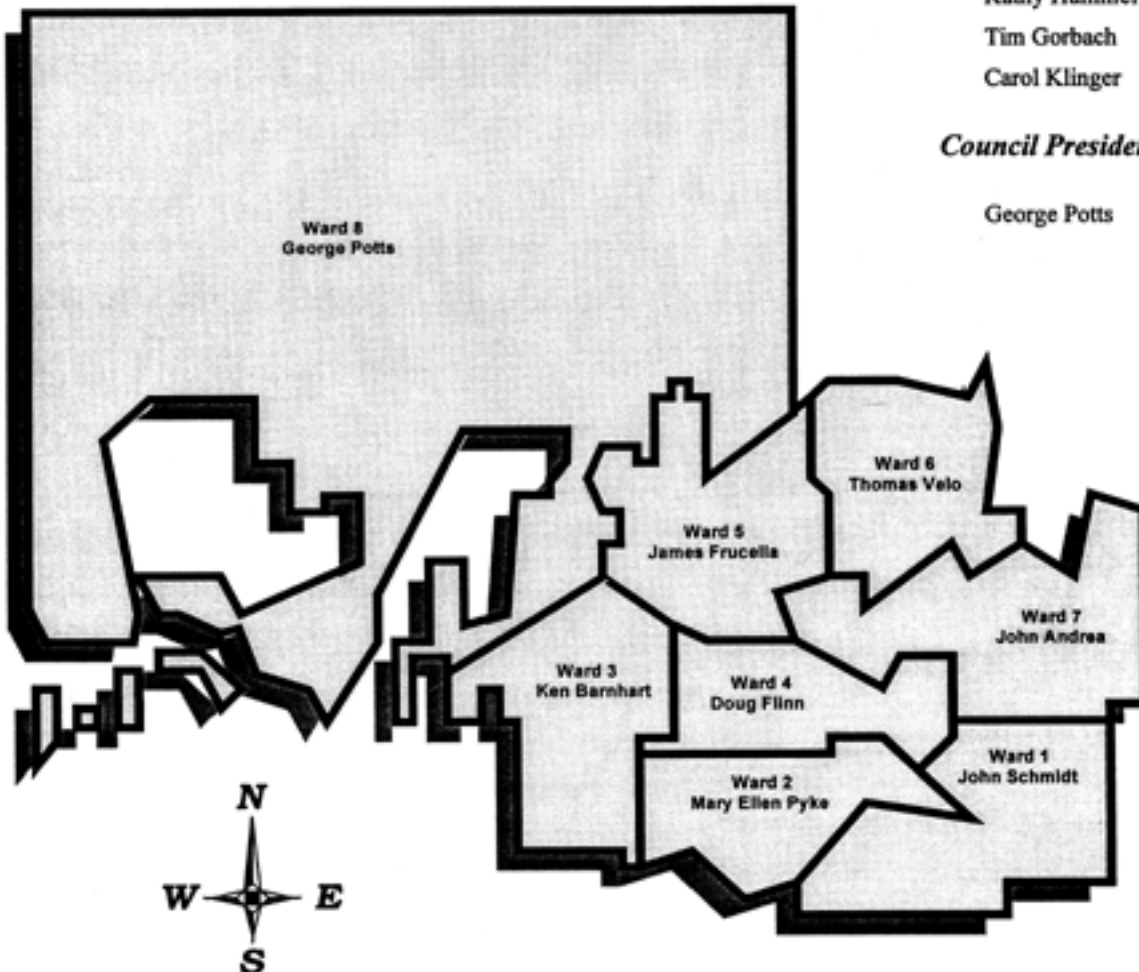 Tim Gorbach
Carol Klinger
George Potts
Ward 8
George Potts
Ward 6
Thomas Velo
Ward 5
James Frucella
Ward 7
John Andrea
Ward 3
Ken Barnhart
Ward 4
Doug Flinn
Ward 1
John Schmidt
Ward 2
Mary Ellen Pyke
N
W
E
S
Council